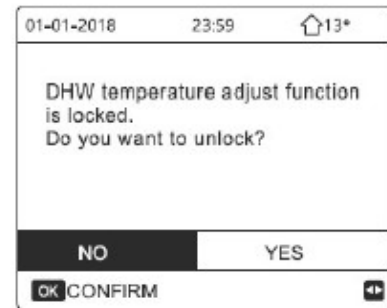 01-01-2018 23:59 13°
DHW temperature adjust function
is locked.
Do you want to unlock?
NO YES
OK CONFIRM